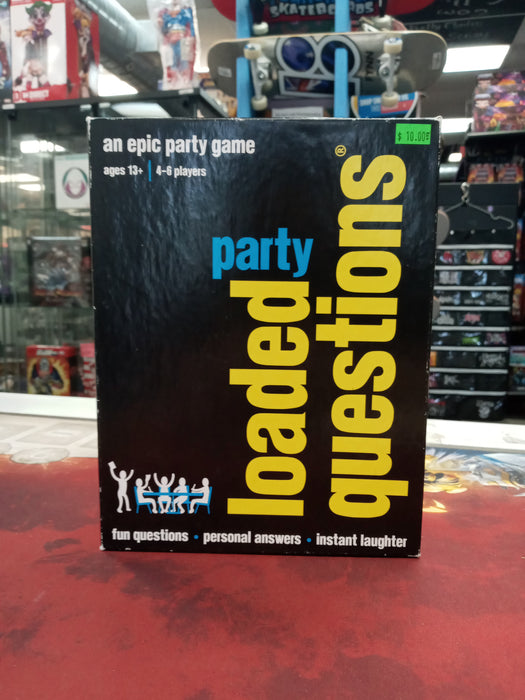 SKATEBOARDS!
an epic party game
$ 10.00
ages 13+ | 4-6 players
party
loaded
questions®
fun questions • personal answers • instant laughter